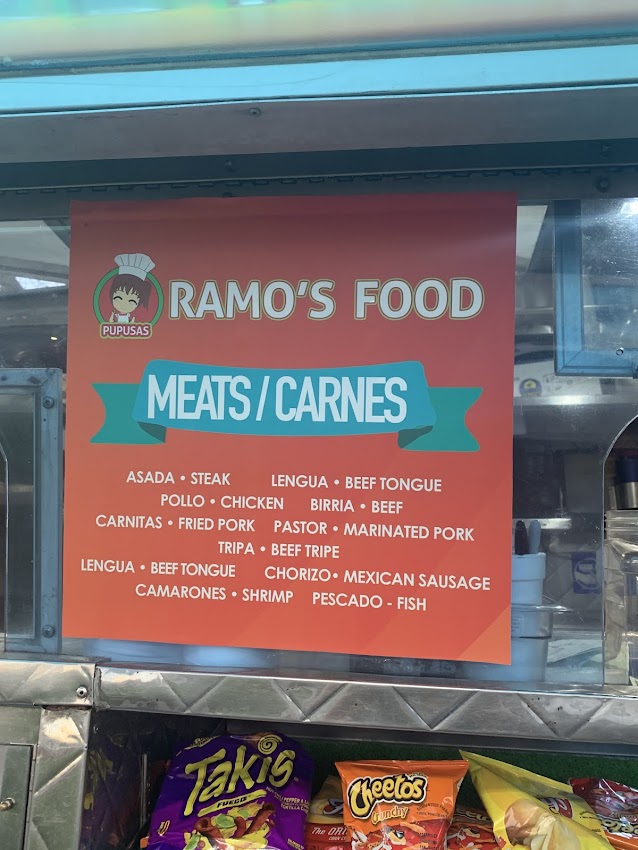 RAMO'S FOOD
PUPUSAS
MEATS / CARNES
ASADA • STEAK LENGUA • BEEF TONGUE
POLLO • CHICKEN BIRRIA • BEEF
CARNITAS • FRIED PORK PASTOR • MARINATED PORK
TRIPA • BEEF TRIPE
LENGUA • BEEF TONGUE CHORIZO • MEXICAN SAUSAGE
CAMARONES • SHRIMP PESCADO - FISH
Takis
FUEGO
Cheetos
Crunchy
THE